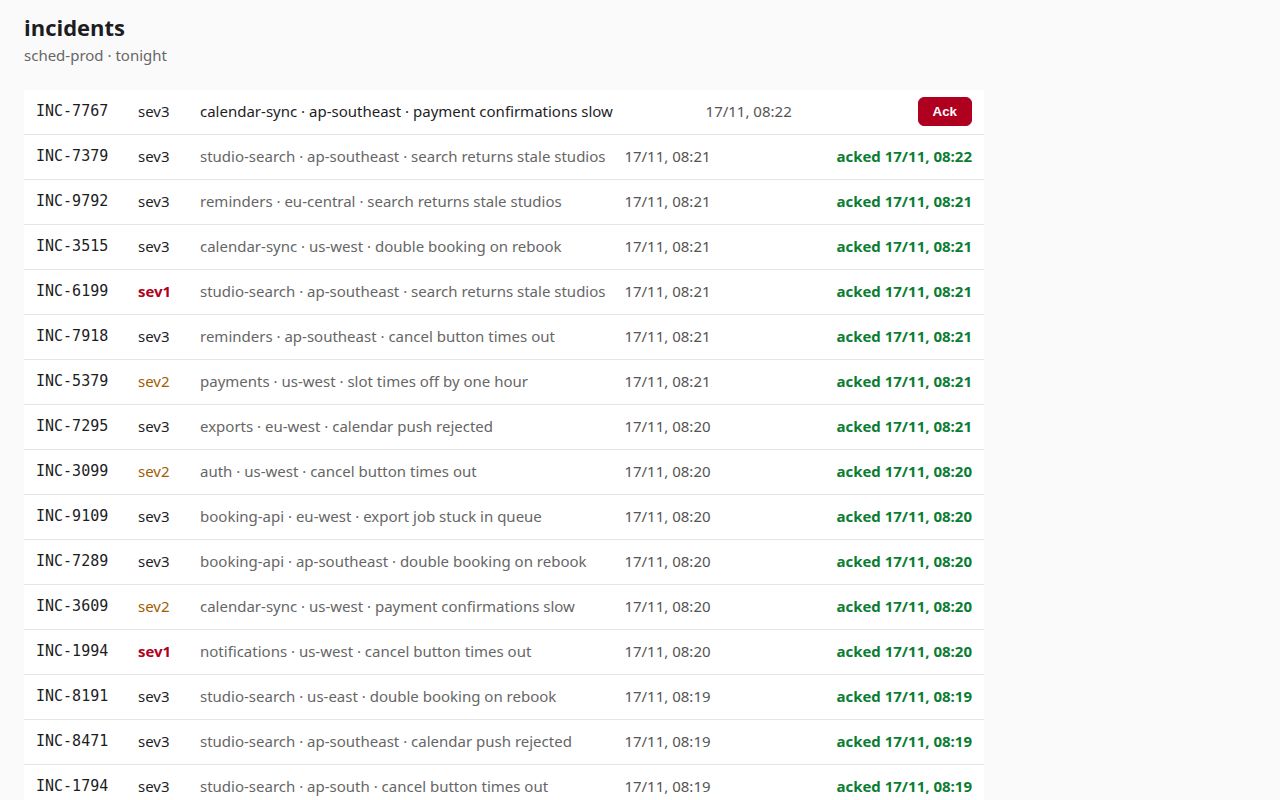 incidents
sched-prod · tonight
INC-7767 sev3 calendar-sync · ap-southeast · payment confirmations slow 17/11, 08:22 Ack
INC-7379 sev3 studio-search · ap-southeast · search returns stale studios 17/11, 08:21 acked 17/11, 08:22
INC-9792 sev3 reminders · eu-central · search returns stale studios 17/11, 08:21 acked 17/11, 08:21
INC-3515 sev3 calendar-sync · us-west · double booking on rebook 17/11, 08:21 acked 17/11, 08:21
INC-6199 sev1 studio-search · ap-southeast · search returns stale studios 17/11, 08:21 acked 17/11, 08:21
INC-7918 sev3 reminders · ap-southeast · cancel button times out 17/11, 08:21 acked 17/11, 08:21
INC-5379 sev2 payments · us-west · slot times off by one hour 17/11, 08:21 acked 17/11, 08:21
INC-7295 sev3 exports · eu-west · calendar push rejected 17/11, 08:20 acked 17/11, 08:21
INC-3099 sev2 auth · us-west · cancel button times out 17/11, 08:20 acked 17/11, 08:20
INC-9109 sev3 booking-api · eu-west · export job stuck in queue 17/11, 08:20 acked 17/11, 08:20
INC-7289 sev3 booking-api · ap-southeast · double booking on rebook 17/11, 08:20 acked 17/11, 08:20
INC-3609 sev2 calendar-sync · us-west · payment confirmations slow 17/11, 08:20 acked 17/11, 08:20
INC-1994 sev1 notifications · us-west · cancel button times out 17/11, 08:20 acked 17/11, 08:20
INC-8191 sev3 studio-search · us-east · double booking on rebook 17/11, 08:19 acked 17/11, 08:19
INC-8471 sev3 studio-search · ap-southeast · calendar push rejected 17/11, 08:19 acked 17/11, 08:19
INC-1794 sev3 studio-search · ap-south · cancel button times out 17/11, 08:19 acked 17/11, 08:19